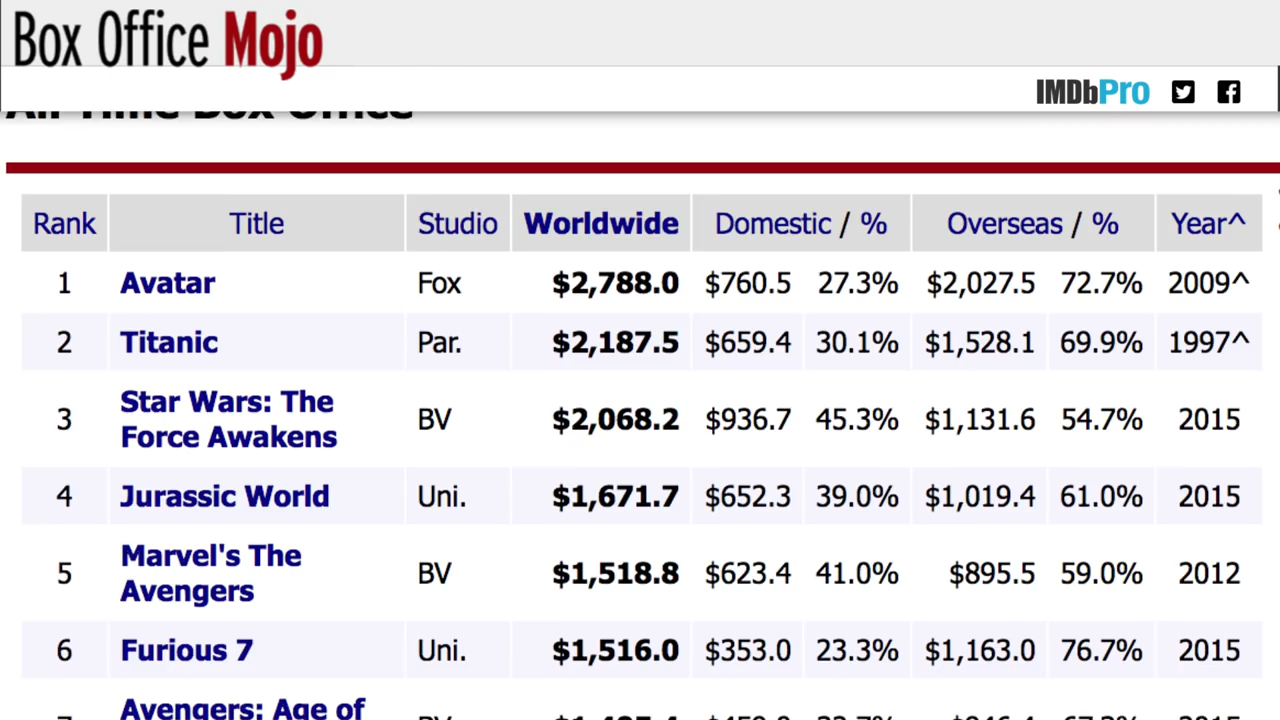 Box Office Mojo
IMDbPro
All Time Box Office
Rank Title Studio Worldwide Domestic / % Overseas / % Year^
1 Avatar Fox $2,788.0 $760.5 27.3% $2,027.5 72.7% 2009^
2 Titanic Par. $2,187.5 $659.4 30.1% $1,528.1 69.9% 1997^
3 Star Wars: The
Force Awakens BV $2,068.2 $936.7 45.3% $1,131.6 54.7% 2015
4 Jurassic World Uni. $1,671.7 $652.3 39.0% $1,019.4 61.0% 2015
5 Marvel's The
Avengers BV $1,518.8 $623.4 41.0% $895.5 59.0% 2012
6 Furious 7 Uni. $1,516.0 $353.0 23.3% $1,163.0 76.7% 2015
Avengers: Age of